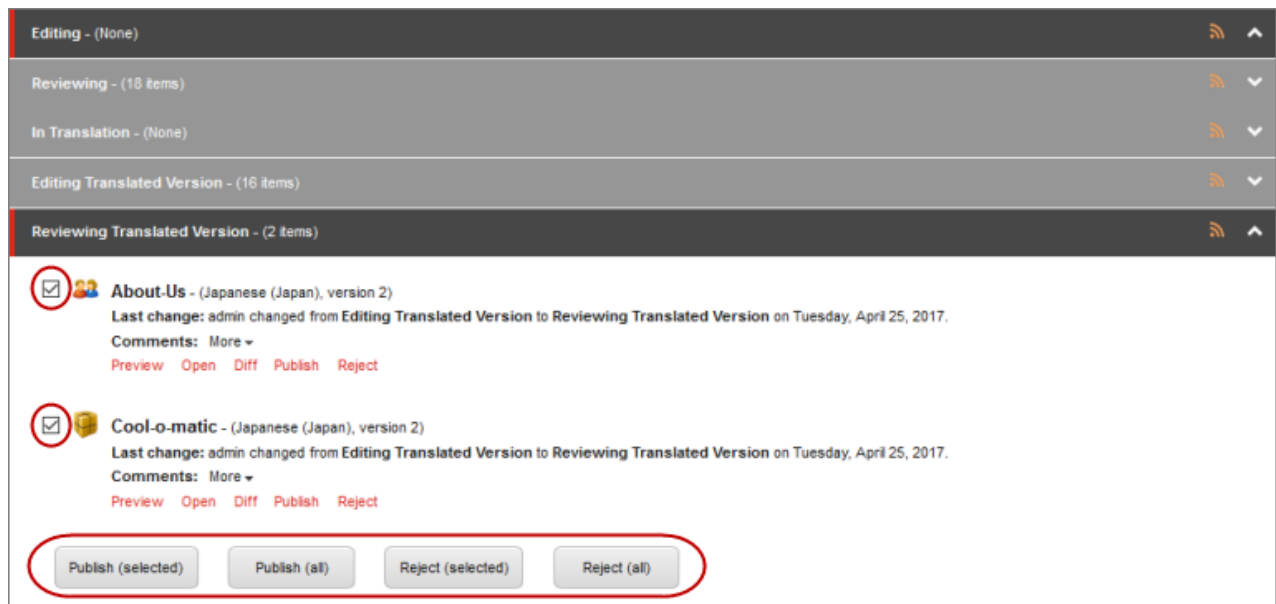 Editing - (None)
Reviewing - (18 items)
In Translation - (None)
Editing Translated Version - (16 items)
Reviewing Translated Version - (2 items)
About-Us - (Japanese (Japan), version 2)
Last change: admin changed from Editing Translated Version to Reviewing Translated Version on Tuesday, April 25, 2017.
Comments: More
Preview Open Diff Publish Reject
Cool-o-matic - (Japanese (Japan), version 2)
Last change: admin changed from Editing Translated Version to Reviewing Translated Version on Tuesday, April 25, 2017.
Comments: More
Preview Open Diff Publish Reject
Publish (selected) Publish (all) Reject (selected) Reject (all)